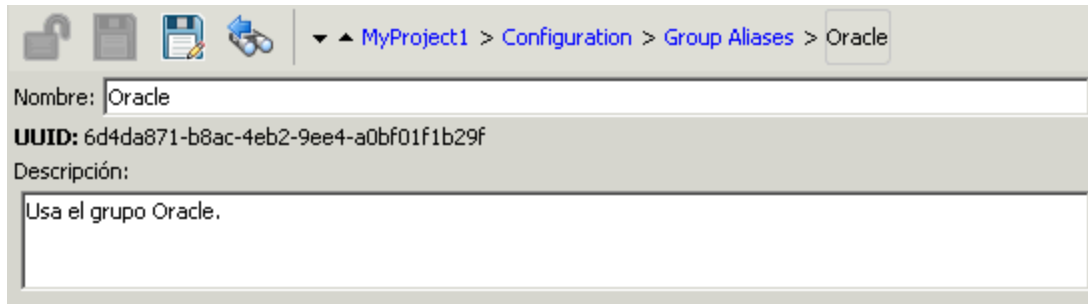 MyProject1 > Configuration > Group Aliases > Oracle
Nombre: Oracle
UUID: 6d4da871-b8ac-4eb2-9ee4-a0bf01f1b29f
Descripción:
Usa el grupo Oracle.